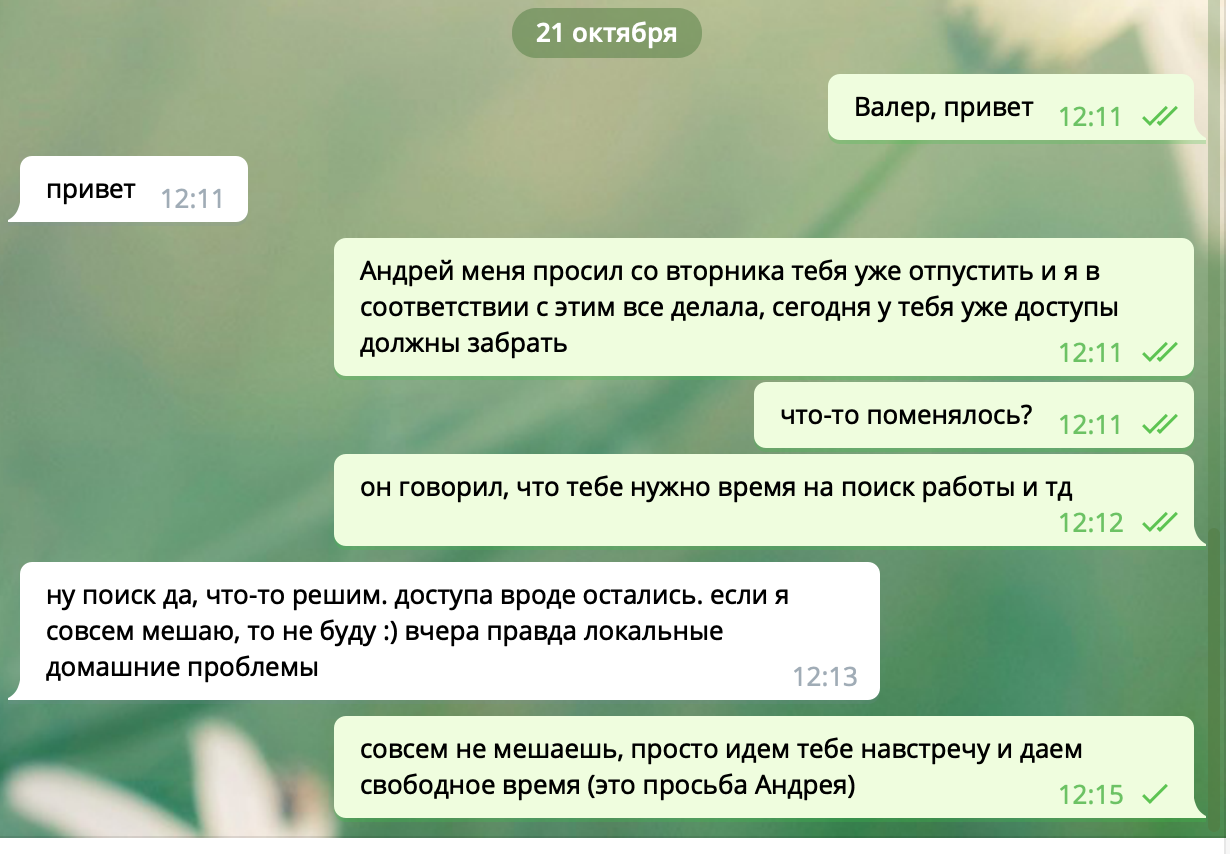 21 октября
Валер, привет 12:11
привет 12:11
Андрей меня просил со вторника тебя уже отпустить и я в
соответствии с этим все делала, сегодня у тебя уже доступы
должны забрать 12:11
что-то поменялось? 12:11
он говорил, что тебе нужно время на поиск работы и тд
12:12
ну поиск да, что-то решим. доступа вроде остались. если я
совсем мешаю, то не буду :) вчера правда локальные
домашние проблемы 12:13
совсем не мешаешь, просто идем тебе навстречу и даем
свободное время (это просьба Андрея) 12:15